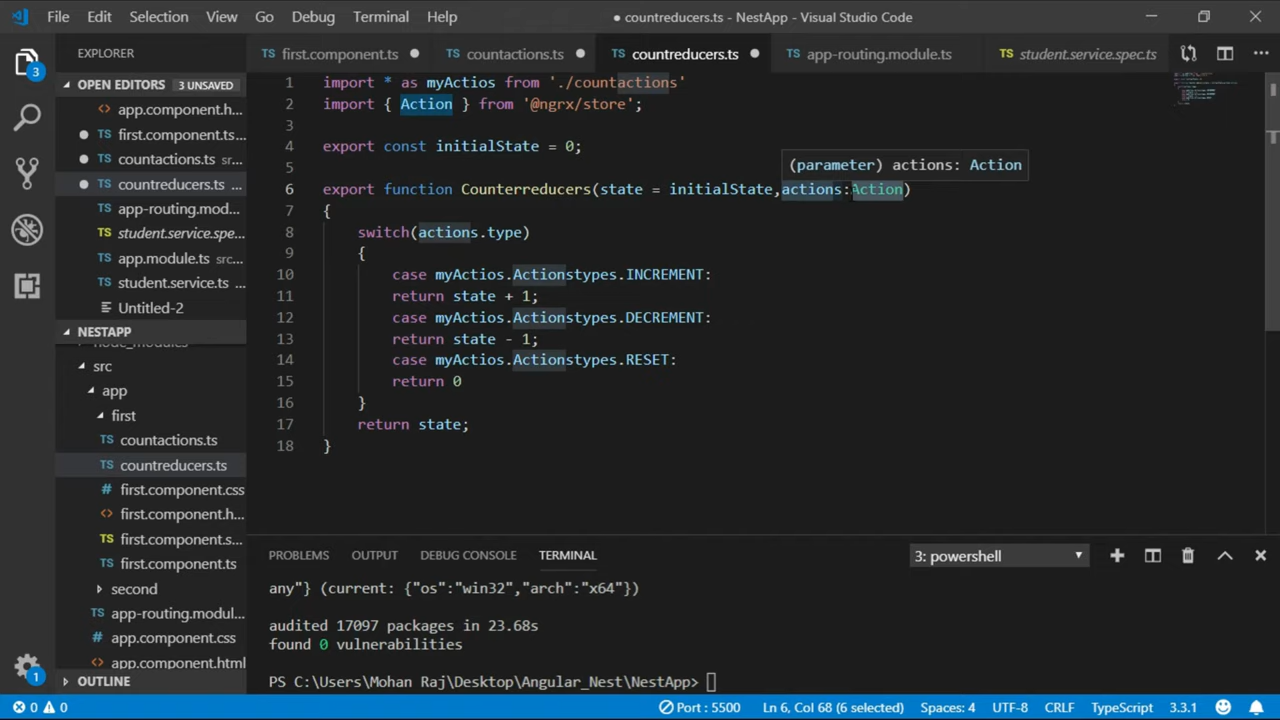 File Edit Selection View Go Debug Terminal Help
● countreducers.ts - NestApp - Visual Studio Code
EXPLORER
first.component.ts
countactions.ts
countreducers.ts
app-routing.module.ts
student.service.spec.ts
OPEN EDITORS 3 UNSAVED
app.component.h...
first.component.ts...
countactions.ts src...
countreducers.ts ...
app-routing.mod...
student.service.spe...
app.module.ts src...
student.service.ts ...
Untitled-2
NESTAPP
node_modules
src
app
first
countactions.ts
countreducers.ts
first.component.css
first.component.h...
first.component.s...
first.component.ts
second
app-routing.modul...
app.component.css
app.component.html
OUTLINE
3
1
1 import * as myActios from './countactions'
2 import { Action } from '@ngrx/store';
3
4 export const initialState = 0;
5
(parameter) actions: Action
6 export function Counterreducers(state = initialState,actions:Action)
7 {
8 switch(actions.type)
9 {
10 case myActios.Actionstypes.INCREMENT:
11 return state + 1;
12 case myActios.Actionstypes.DECREMENT:
13 return state - 1;
14 case myActios.Actionstypes.RESET:
15 return 0
16 }
17 return state;
18 }
PROBLEMS OUTPUT DEBUG CONSOLE TERMINAL 3: powershell
any"} (current: {"os":"win32","arch":"x64"})
audited 17097 packages in 23.68s
found 0 vulnerabilities
PS C:\Users\Mohan Raj\Desktop\Angular_Nest\NestApp>
0 0 Port : 5500 Ln 6, Col 68 (6 selected) Spaces: 4 UTF-8 CRLF TypeScript 3.3.1